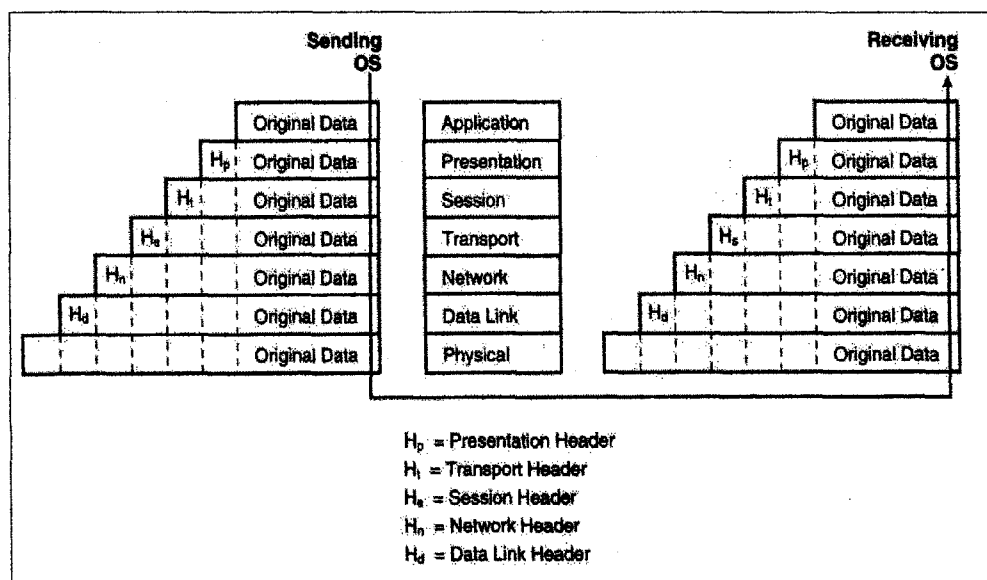 Sending
OS
Receiving
OS
Original Data
Application
Original Data
Hp Original Data
Presentation
Hp Original Data
Ht Original Data
Session
Ht Original Data
Hs Original Data
Transport
Hs Original Data
Hn Original Data
Network
Hn Original Data
Hd Original Data
Data Link
Hd Original Data
Original Data
Physical
Original Data
Hp = Presentation Header
Ht = Transport Header
Hs = Session Header
Hn = Network Header
Hd = Data Link Header